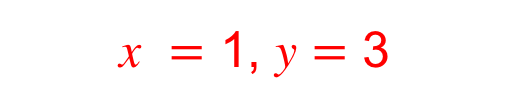 x = 1, y = 3